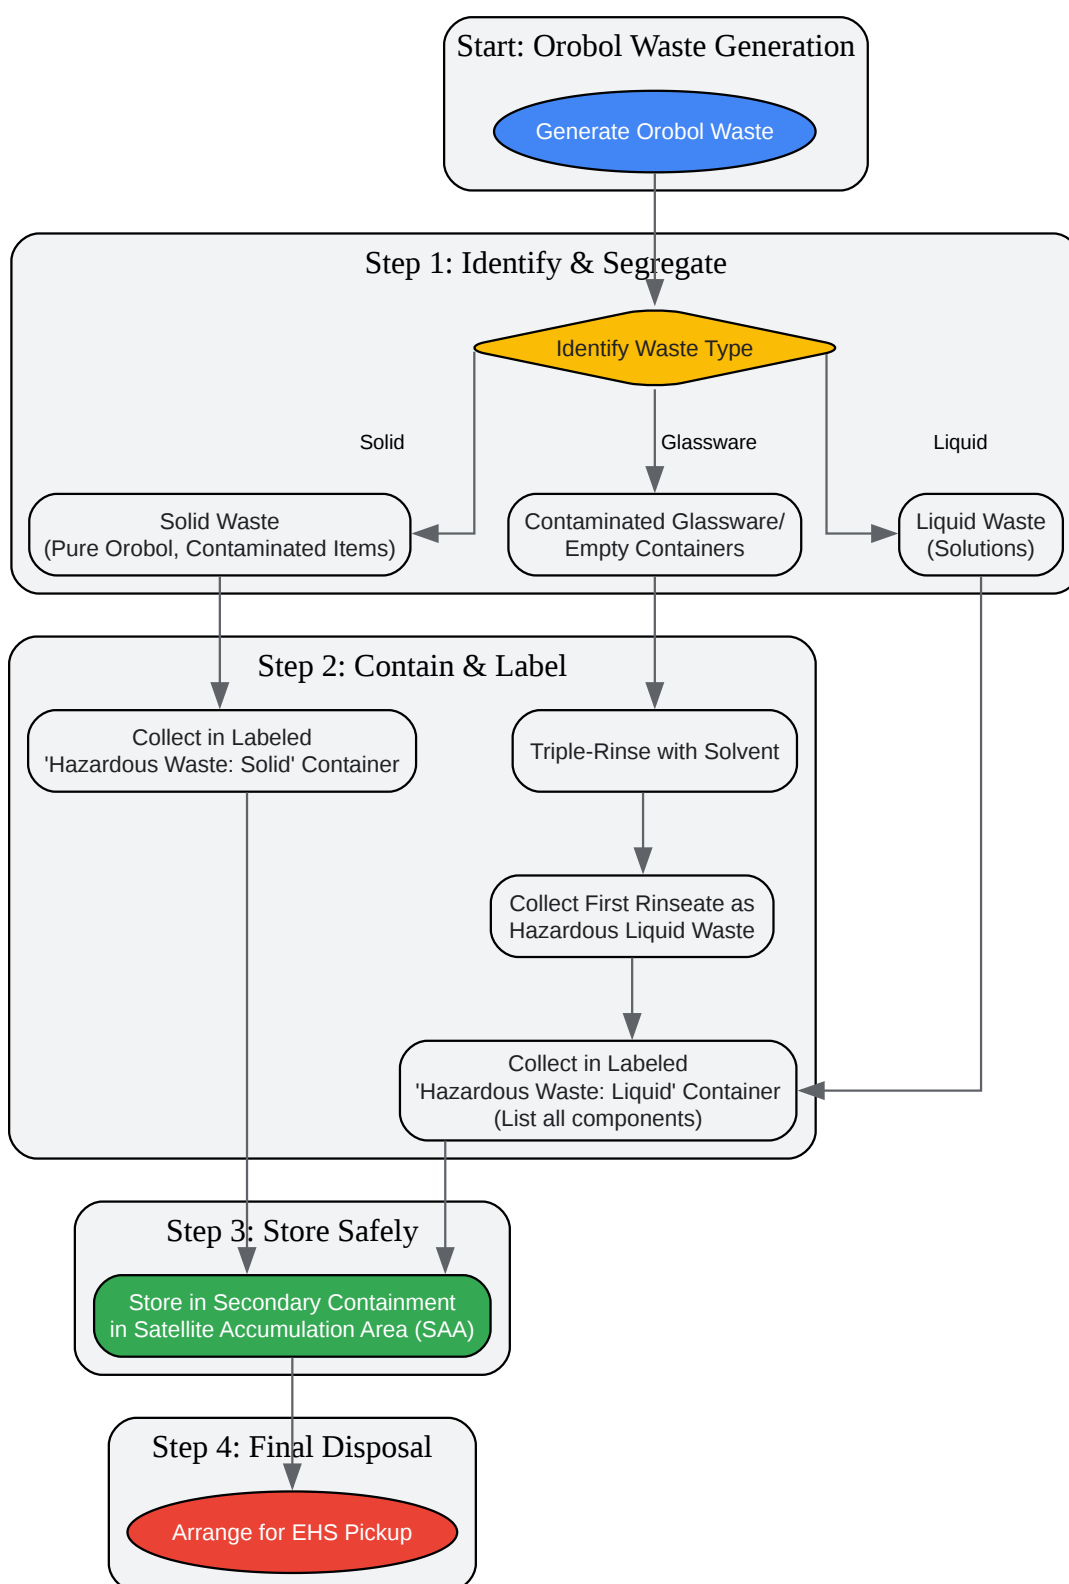 Start: Orobol Waste Generation
Generate Orobol Waste
Step 1: Identify & Segregate
Identify Waste Type
Solid
Glassware
Liquid
Solid Waste
(Pure Orobol, Contaminated Items)
Contaminated Glassware/
Empty Containers
Liquid Waste
(Solutions)
Step 2: Contain & Label
Collect in Labeled
'Hazardous Waste: Solid' Container
Triple-Rinse with Solvent
Collect First Rinseate as
Hazardous Liquid Waste
Collect in Labeled
'Hazardous Waste: Liquid' Container
(List all components)
Step 3: Store Safely
Store in Secondary Containment
in Satellite Accumulation Area (SAA)
Step 4: Final Disposal
Arrange for EHS Pickup